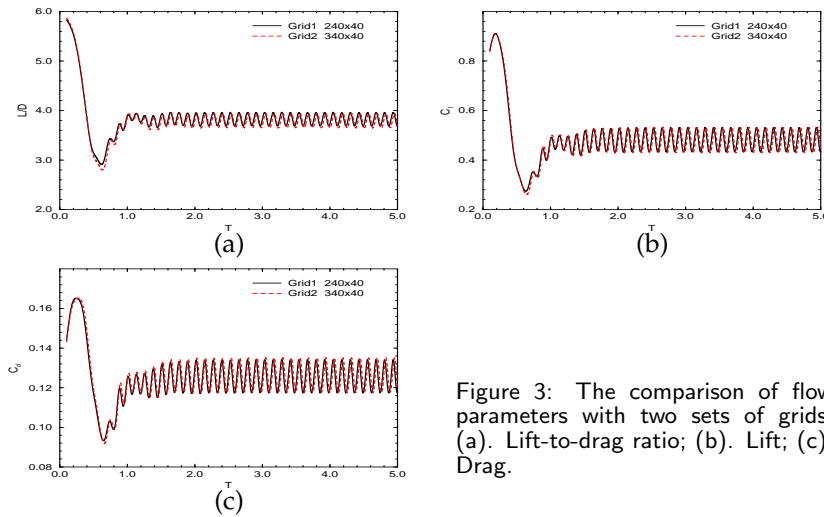 6.0
5.0
4.0
3.0
2.0
L/D
Grid1 240x40
Grid2 340x40
0.0 1.0 2.0 3.0 4.0 5.0
T
(a)
0.8
0.6
0.4
0.2
C_l
Grid1 240x40
Grid2 340x40
0.0 1.0 2.0 3.0 4.0 5.0
T
(b)
0.16
0.14
0.12
0.10
0.08
C_d
Grid1 240x40
Grid2 340x40
0.0 1.0 2.0 3.0 4.0 5.0
T
(c)
Figure 3: The comparison of flow
parameters with two sets of grids
(a). Lift-to-drag ratio; (b). Lift; (c)
Drag.